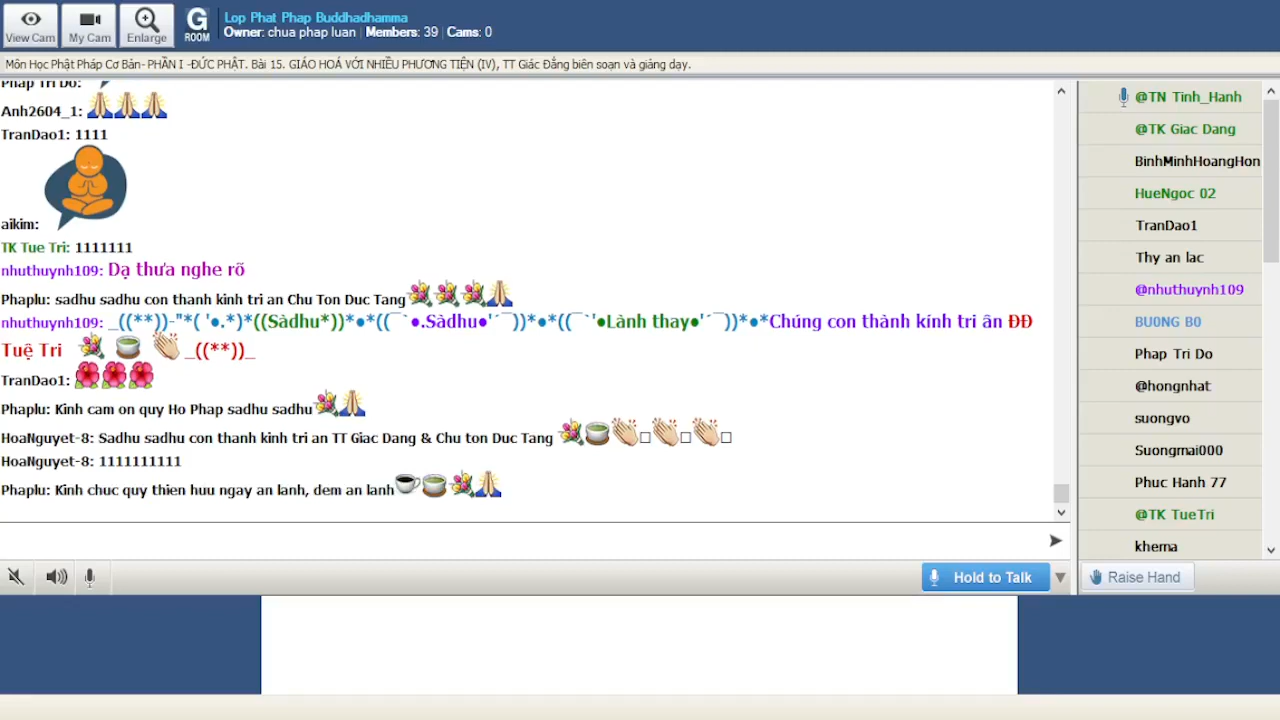 View Cam
My Cam
Enlarge
G
ROOM
Lop Phat Phap Buddhadhamma
Owner: chua phap luan | Members: 39 | Cams: 0
Môn Học Phật Pháp Cơ Bản- PHẦN I -ĐỨC PHẬT. Bài 15. GIÁO HOÁ VỚI NHIỀU PHƯƠNG TIỆN (IV), TT Giác Đẳng biên soạn và giảng dạy.
Phap Tri Do:
Anh2604_1: 🙏🙏🙏
TranDao1: 1111
aikim:
TK Tue Tri: 1111111
nhuthuynh109: Dạ thưa nghe rõ
Phaplu: sadhu sadhu con thanh kinh tri an Chu Ton Duc Tang 💐💐💐🙏
nhuthuynh109: _((**))-"*( '●.*)*((Sàdhu*))*●*((¯`●.Sàdhu●'´¯))*●*((¯`'●Lành thay●'´¯))*●*Chúng con thành kính tri ân ĐĐ
Tuệ Tri 💐 🍵 👏 _((**))_
TranDao1: 🌺🌺🌺
Phaplu: Kinh cam on quy Ho Phap sadhu sadhu 💐🙏
HoaNguyet-8: Sadhu sadhu con thanh kinh tri an TT Giac Dang & Chu ton Duc Tang 💐🍵👏▯👏▯👏▯
HoaNguyet-8: 1111111111
Phaplu: Kinh chuc quy thien huu ngay an lanh, dem an lanh ☕🍵💐🙏
Hold to Talk
@TN Tinh_Hanh
@TK Giac Dang
BinhMinhHoangHon
HueNgoc 02
TranDao1
Thy an lac
@nhuthuynh109
BU0NG B0
Phap Tri Do
@hongnhat
suongvo
Suongmai000
Phuc Hanh 77
@TK TueTri
khema
Raise Hand